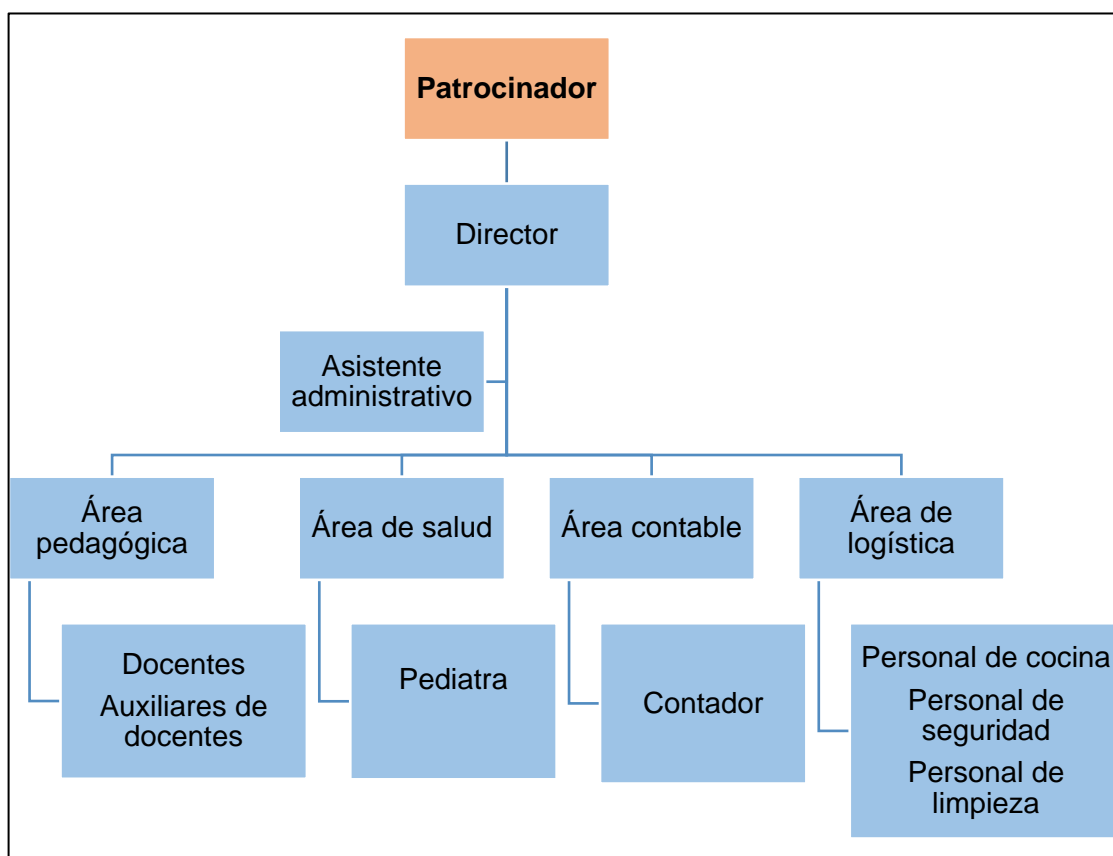 Patrocinador
Director
Asistente
administrativo
Área
pedagógica
Área de salud
Área contable
Área de
logística
Docentes
Auxiliares de
docentes
Pediatra
Contador
Personal de cocina
Personal de
seguridad
Personal de
limpieza